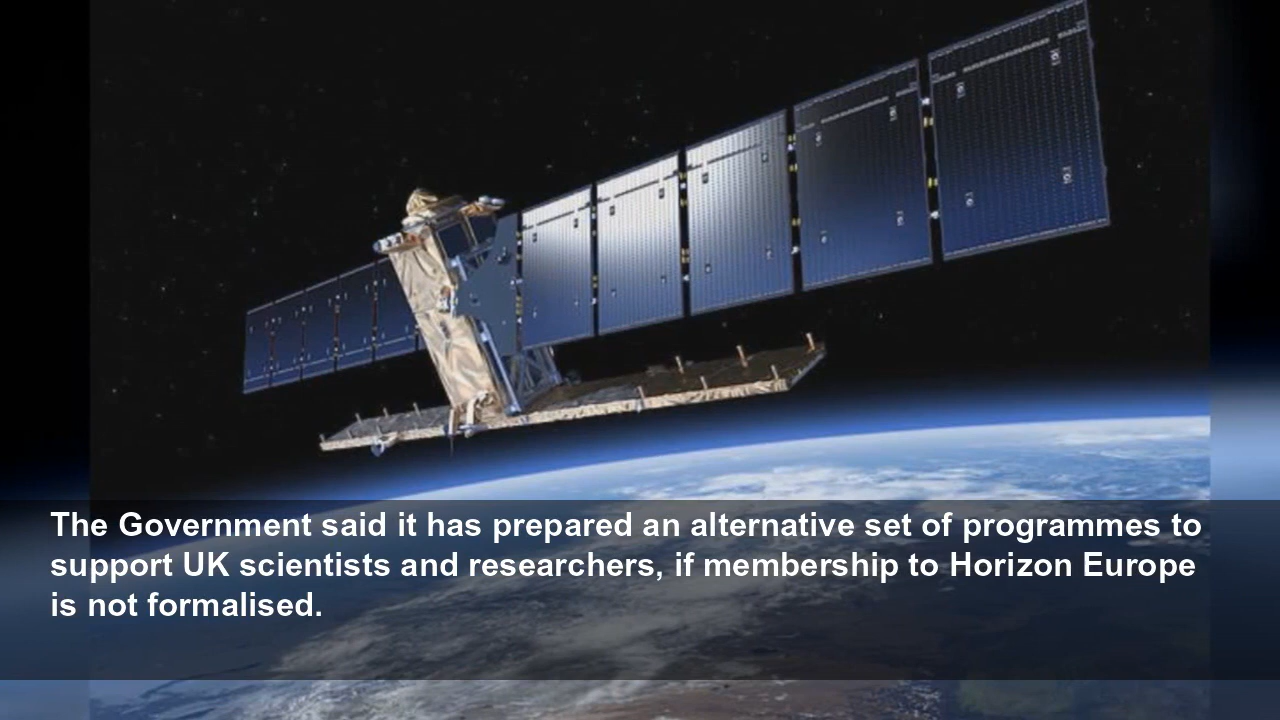 The Government said it has prepared an alternative set of programmes to
support UK scientists and researchers, if membership to Horizon Europe
is not formalised.